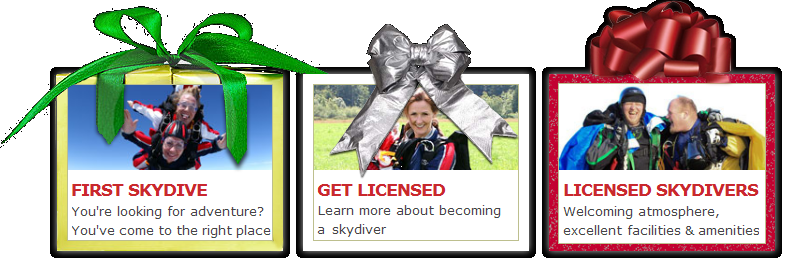 FIRST SKYDIVE
You're looking for adventure?
You've come to the right place
GET LICENSED
Learn more about becoming
a skydiver
LICENSED SKYDIVERS
Welcoming atmosphere,
excellent facilities & amenities